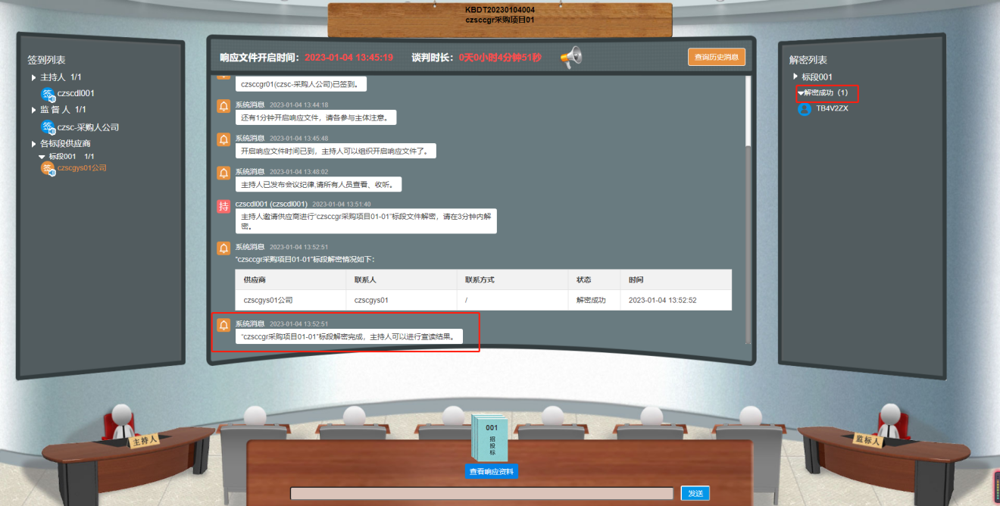 KBDT20230104004
czsccgr采购项目01
签到列表
主持人 1/1
签 czscdl001
监 督 人 1/1
签 czsc-采购人公司
各标段供应商
标段001 1/1
签 czscgys01公司
响应文件开启时间： 2023-01-04 13:45:19 谈判时长： 0天0小时4分钟51秒 查询历史消息
czsccgr01(czsc-采购人公司)已签到。
系统消息 2023-01-04 13:44:18
还有1分钟开启响应文件，请各参与主体注意。
系统消息 2023-01-04 13:45:48
开启响应文件时间已到，主持人可以组织开启响应文件了。
系统消息 2023-01-04 13:48:02
主持人已发布会议纪律,请所有人员查看、收听。
持 czscdl001 (czscdl001) 2023-01-04 13:51:40
主持人邀请供应商进行"czsccgr采购项目01-01"标段文件解密，请在3分钟内解
密。
系统消息 2023-01-04 13:52:51
"czsccgr采购项目01-01"标段解密情况如下：
供应商 联系人 联系方式 状态 时间
czscgys01公司 czscgys01 / 解密成功 2023-01-04 13:52:52
系统消息 2023-01-04 13:52:51
"czsccgr采购项目01-01"标段解密完成，主持人可以进行宣读结果。
解密列表
标段001
解密成功（1）
TB4V2ZX
主持人
001
招
投
标
查看响应资料
监标人
发送